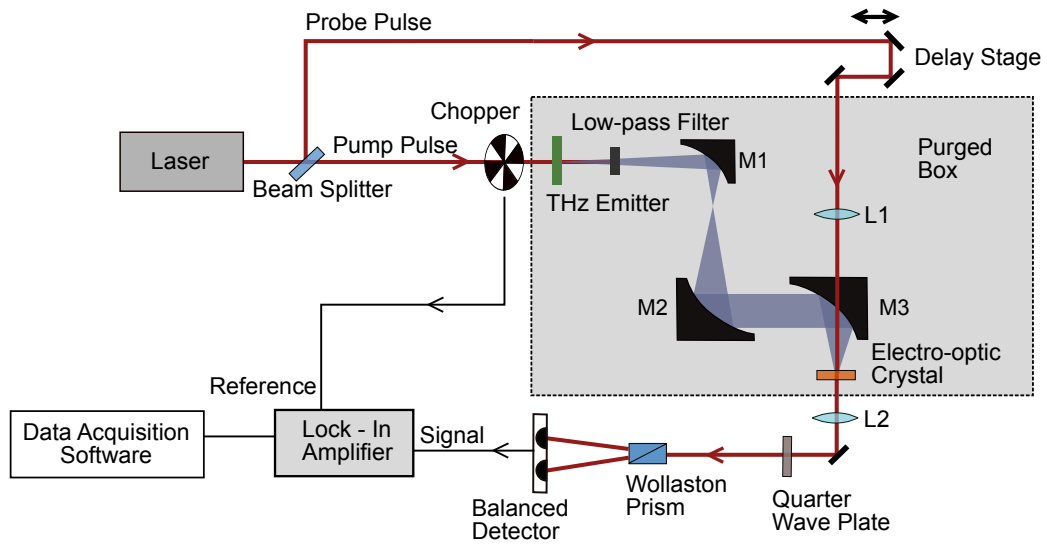 Probe Pulse
Delay Stage
Chopper
Low-pass Filter
Purged
Box
Laser
Pump Pulse
M1
Beam Splitter
THz Emitter
L1
M2
M3
Electro-optic
Crystal
Reference
L2
Data Acquisition
Software
Lock - In
Amplifier
Signal
Balanced
Detector
Wollaston
Prism
Quarter
Wave Plate